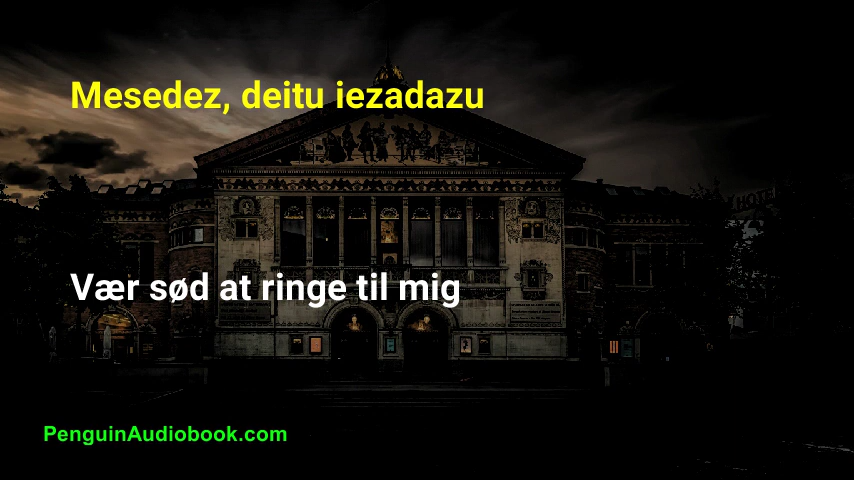 Mesedez, deitu iezadazu
Vær sød at ringe til mig
PenguinAudiobook.com